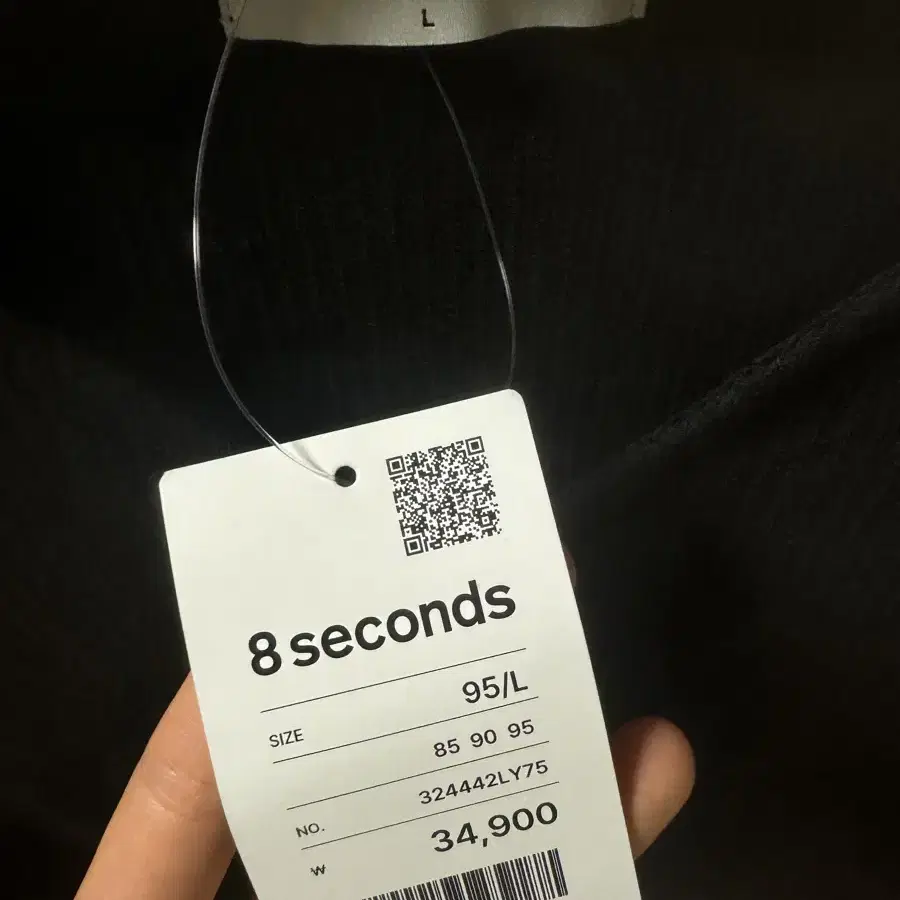 L
8 seconds
95/L
SIZE
85 90 95
324442LY75
NO.
34,900
₩